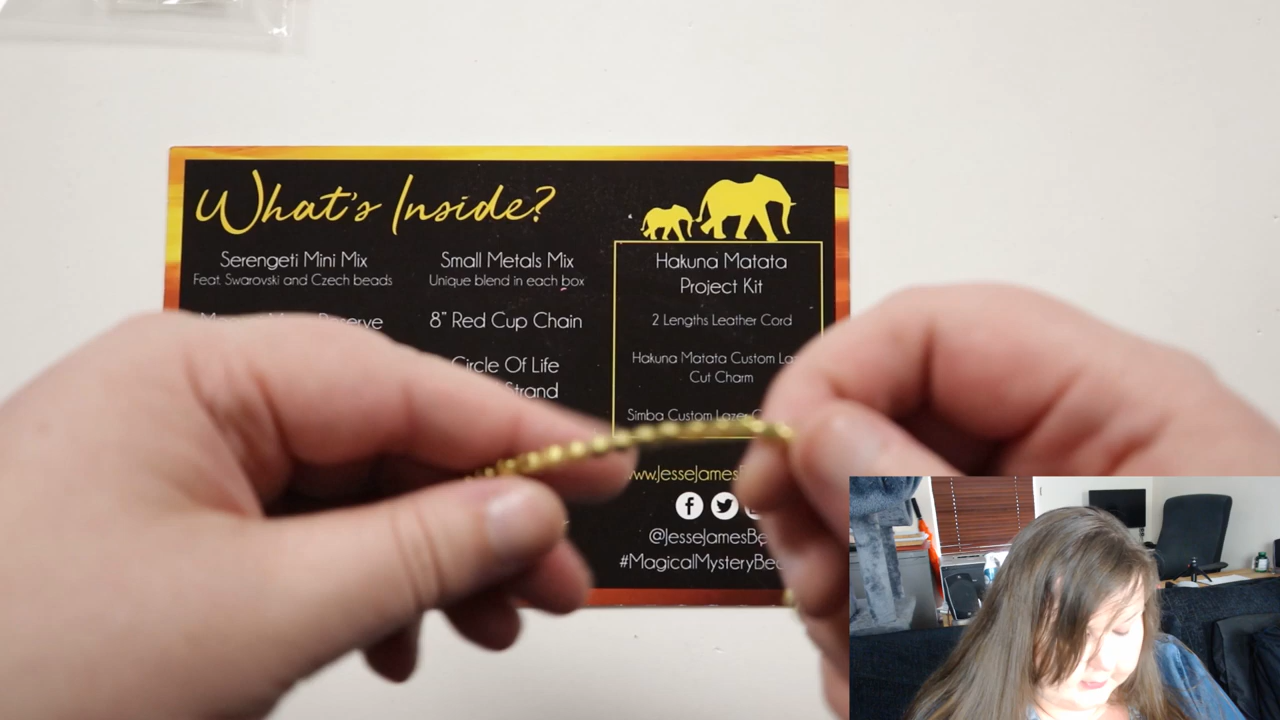 What's Inside?
Serengeti Mini Mix
Feat. Swarovski and Czech beads
Small Metals Mix
Unique blend in each box
8" Red Cup Chain
Circle Of Life
Strand
Hakuna Matata
Project Kit
2 Lengths Leather Cord
Hakuna Matata Custom
Cut Charm
Simba Custom Lazer
@JesseJamesBe
#MagicalMysteryBea